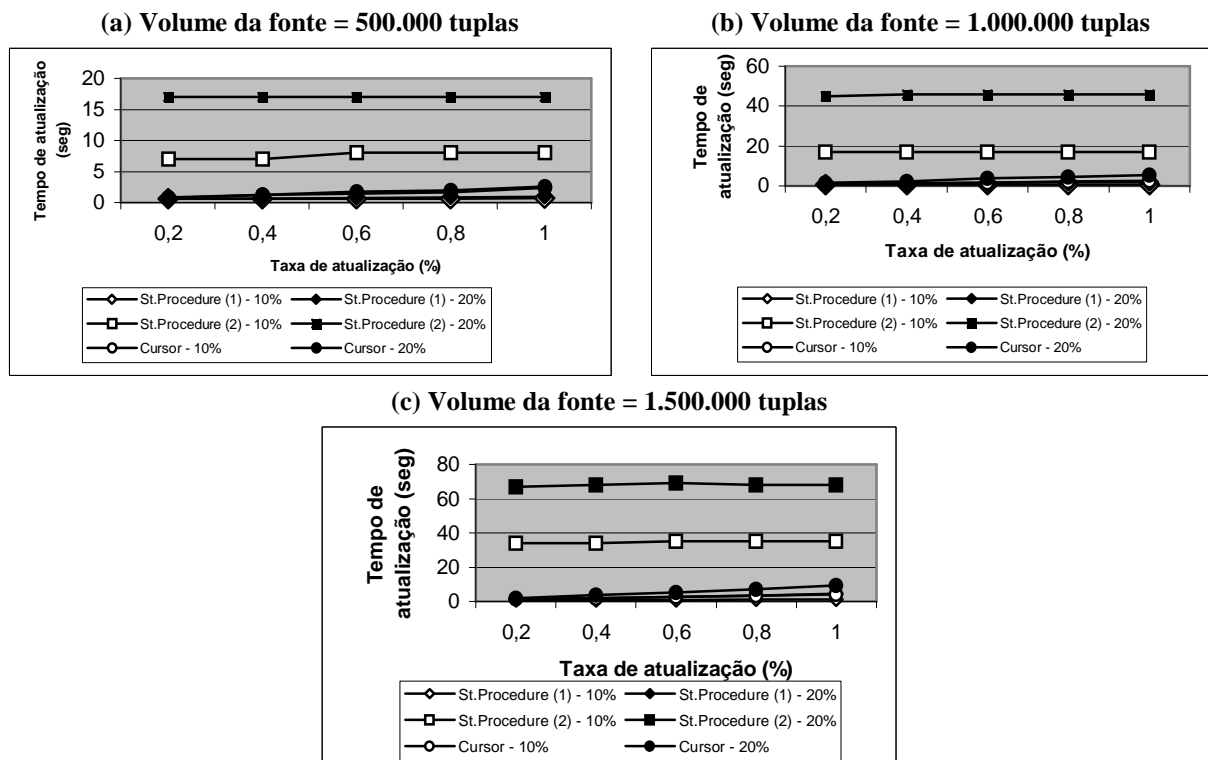 (a) Volume da fonte = 500.000 tuplas
Tempo de atualização
(seg)
20
15
10
5
0
0,2 0,4 0,6 0,8 1
Taxa de atualização (%)
St.Procedure (1) - 10% St.Procedure (1) - 20%
St.Procedure (2) - 10% St.Procedure (2) - 20%
Cursor - 10% Cursor - 20%
(b) Volume da fonte = 1.000.000 tuplas
Tempo de
atualização (seg)
60
40
20
0
0,2 0,4 0,6 0,8 1
Taxa de atualização (%)
St.Procedure (1) - 10% St.Procedure (1) - 20%
St.Procedure (2) - 10% St.Procedure (2) - 20%
Cursor - 10% Cursor - 20%
(c) Volume da fonte = 1.500.000 tuplas
Tempo de
atualização (seg)
80
60
40
20
0
0,2 0,4 0,6 0,8 1
Taxa de atualização (%)
St.Procedure (1) - 10% St.Procedure (1) - 20%
St.Procedure (2) - 10% St.Procedure (2) - 20%
Cursor - 10% Cursor - 20%